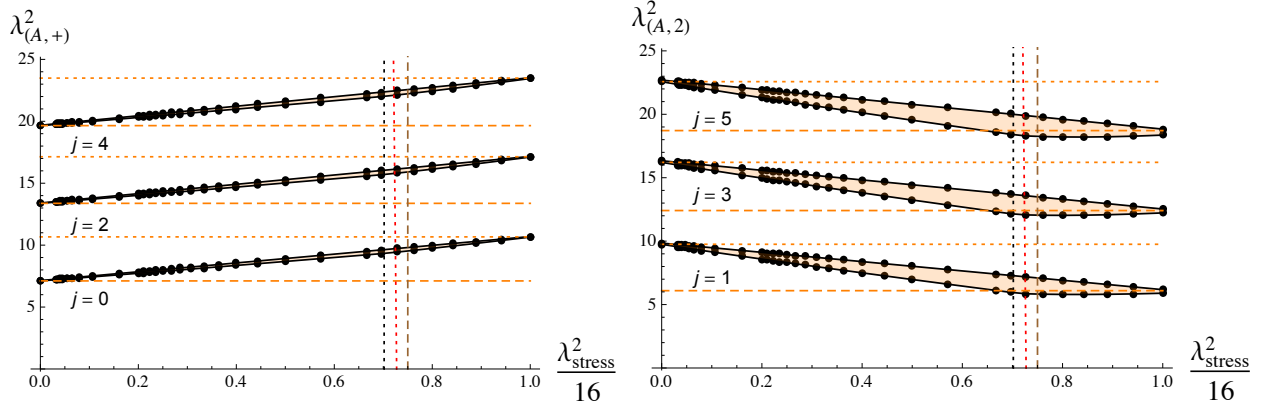 λ²(A,+)
25
20
15
10
5
j = 4
j = 2
j = 0
0.0 0.2 0.4 0.6 0.8 1.0
λ²stress
16
λ²(A,2)
25
20
15
10
5
j = 5
j = 3
j = 1
0.0 0.2 0.4 0.6 0.8 1.0
λ²stress
16